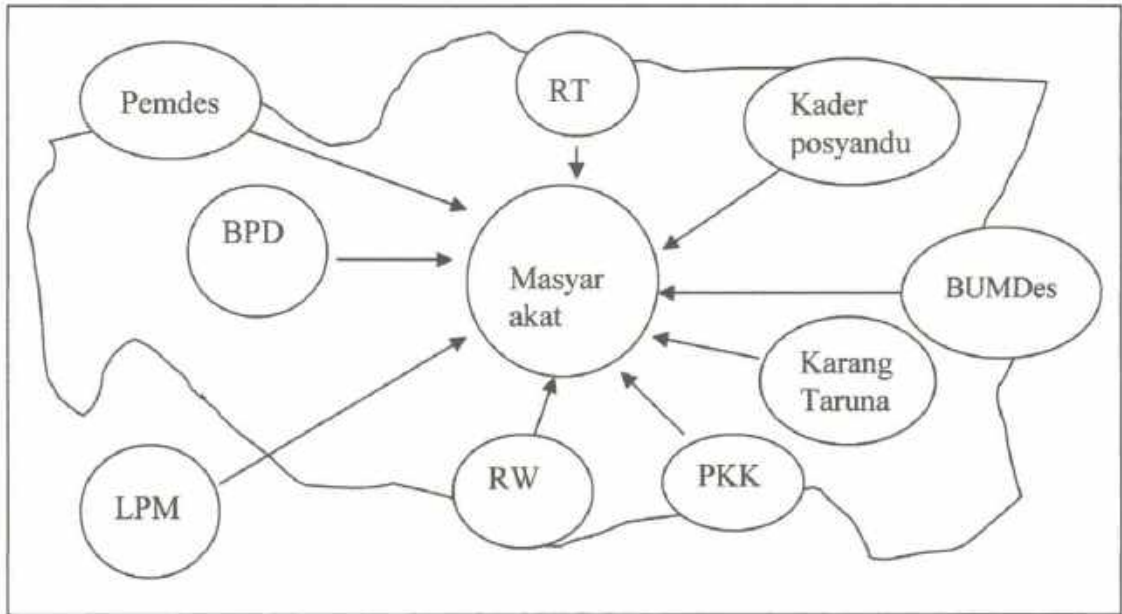 Pemdes
RT
Kader
posyandu
BPD
Masyar
akat
BUMDes
Karang
Taruna
LPM
RW
PKK